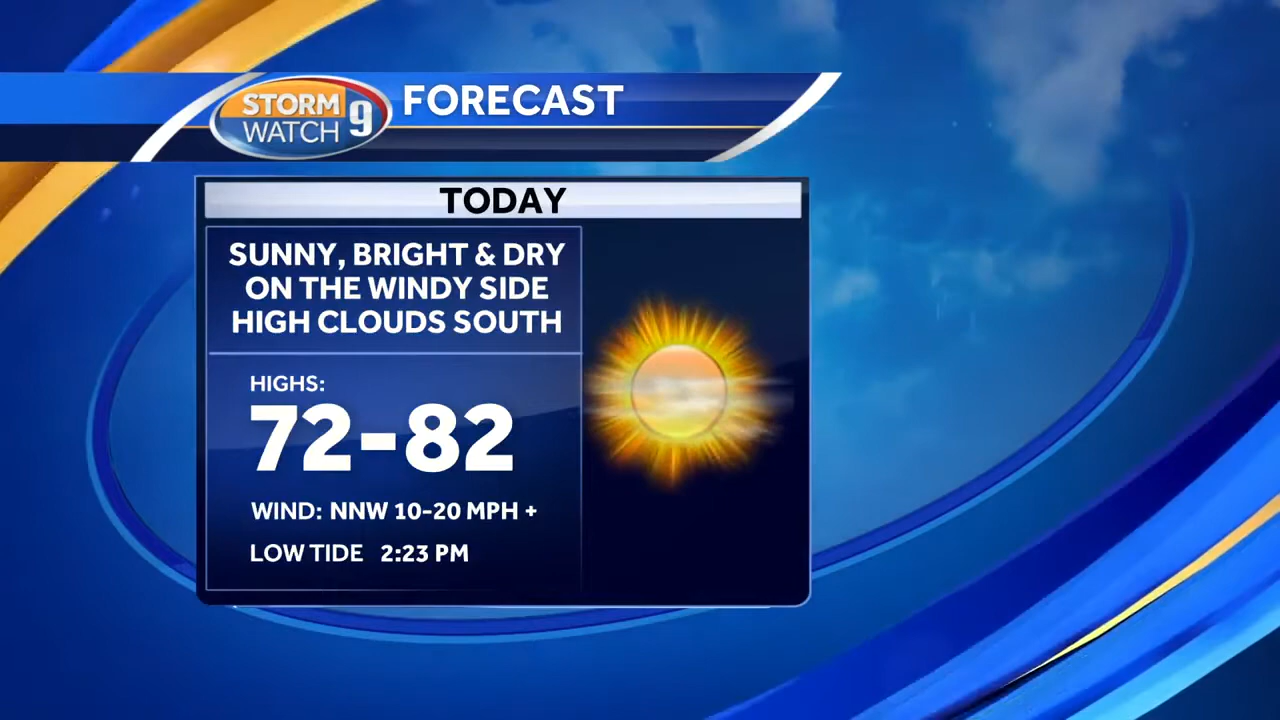 STORM
WATCH 9
FORECAST
TODAY
SUNNY, BRIGHT & DRY
ON THE WINDY SIDE
HIGH CLOUDS SOUTH
HIGHS:
72-82
WIND: NNW 10-20 MPH +
LOW TIDE 2:23 PM